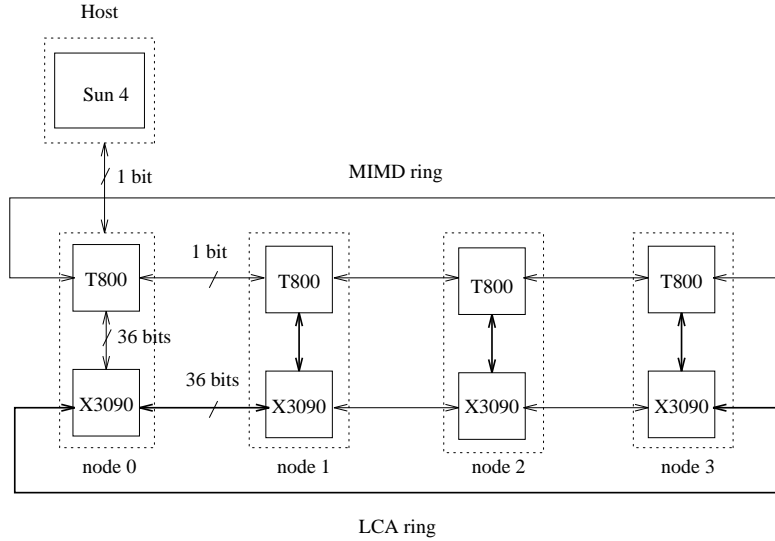 Host
Sun 4
1 bit
MIMD ring
1 bit
T800
T800
T800
T800
36 bits
36 bits
X3090
X3090
X3090
X3090
node 0
node 1
node 2
node 3
LCA ring